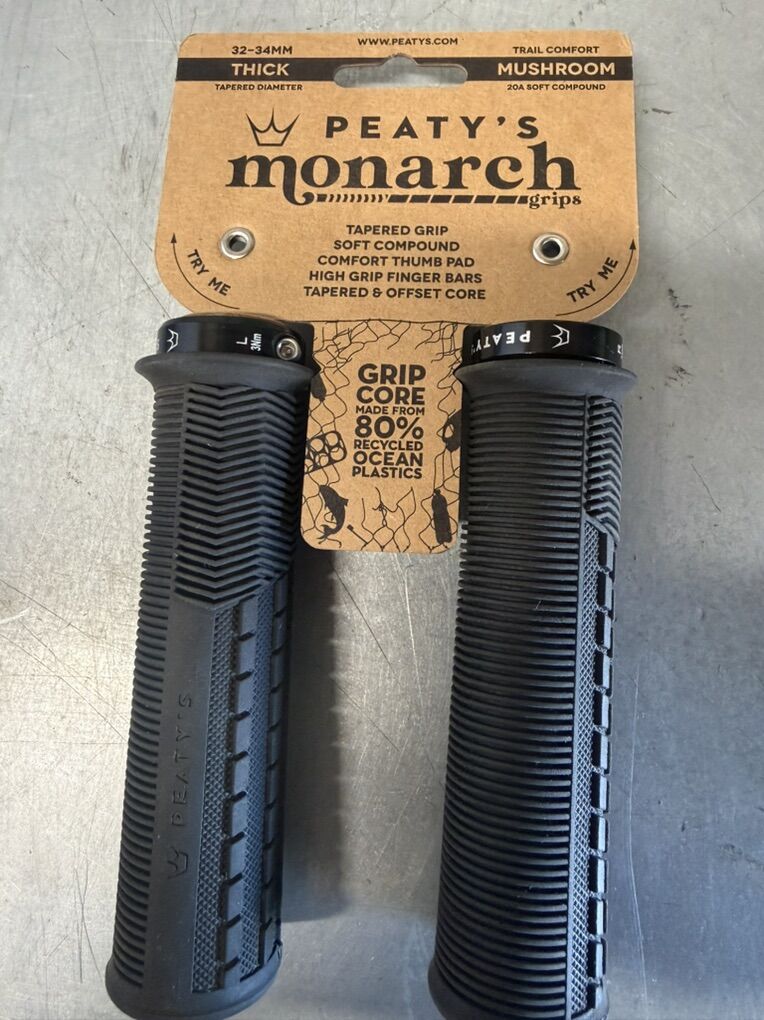 WWW.PEATYS.COM
32-34MM
THICK
TAPERED DIAMETER
TRAIL COMFORT
MUSHROOM
20A SOFT COMPOUND
PEATY'S
monarch
grips
TAPERED GRIP
SOFT COMPOUND
COMFORT THUMB PAD
HIGH GRIP FINGER BARS
TAPERED & OFFSET CORE
TRY ME
TRY ME
L
3Nm
PEATY'S
GRIP
CORE
MADE FROM
80%
RECYCLED
OCEAN
PLASTICS
PEATY'S